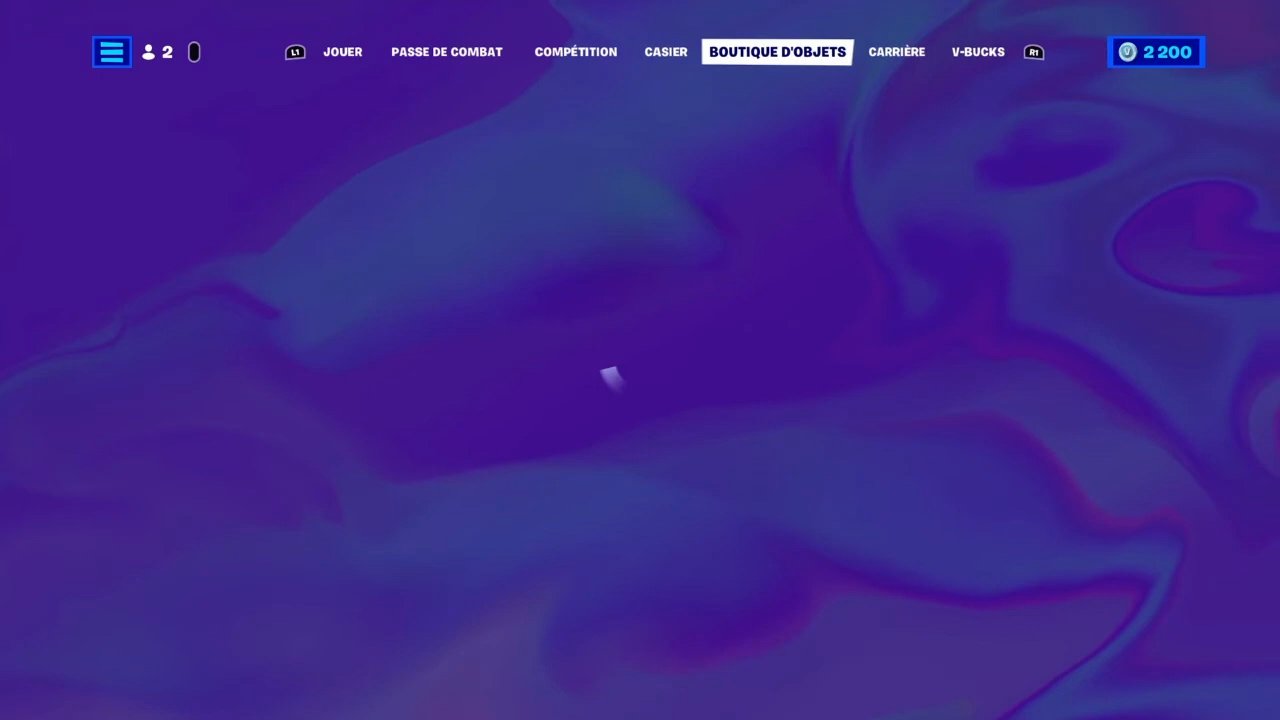 2
L1
JOUER
PASSE DE COMBAT
COMPÉTITION
CASIER
BOUTIQUE D'OBJETS
CARRIÈRE
V-BUCKS
R1
V
2 200